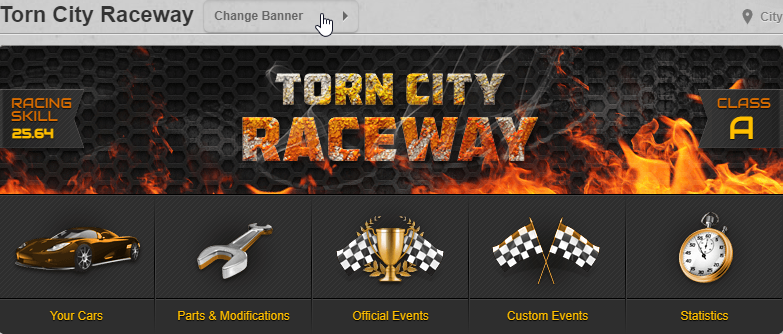 Torn City Raceway
Change Banner
City
TORN CITY
RACEWAY
RACING
SKILL
25.64
CLASS
A
Your Cars
Parts & Modifications
Official Events
Custom Events
Statistics